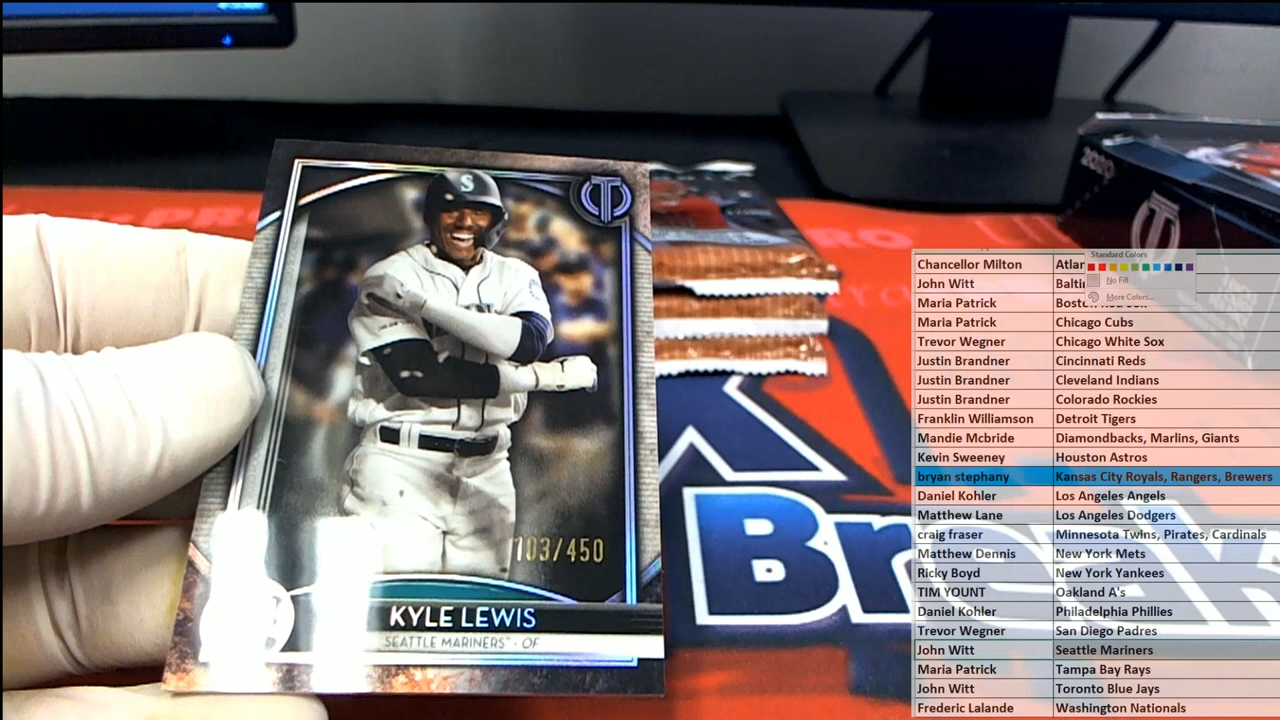 S
KYLE LEWIS
SEATTLE MARINERS · OF
103/450
2020
PRO
PRO
Br
Standard Colors
No Fill
More Colors...
Chancellor Milton
John Witt
Maria Patrick
Maria Patrick Chicago Cubs
Trevor Wegner Chicago White Sox
Justin Brandner Cincinnati Reds
Justin Brandner Cleveland Indians
Justin Brandner Colorado Rockies
Franklin Williamson Detroit Tigers
Mandie Mcbride Diamondbacks, Marlins, Giants
Kevin Sweeney Houston Astros
bryan stephany Kansas City Royals, Rangers, Brewers
Daniel Kohler Los Angeles Angels
Matthew Lane Los Angeles Dodgers
craig fraser Minnesota Twins, Pirates, Cardinals
Matthew Dennis New York Mets
Ricky Boyd New York Yankees
TIM YOUNT Oakland A's
Daniel Kohler Philadelphia Phillies
Trevor Wegner San Diego Padres
John Witt Seattle Mariners
Maria Patrick Tampa Bay Rays
John Witt Toronto Blue Jays
Frederic Lalande Washington Nationals